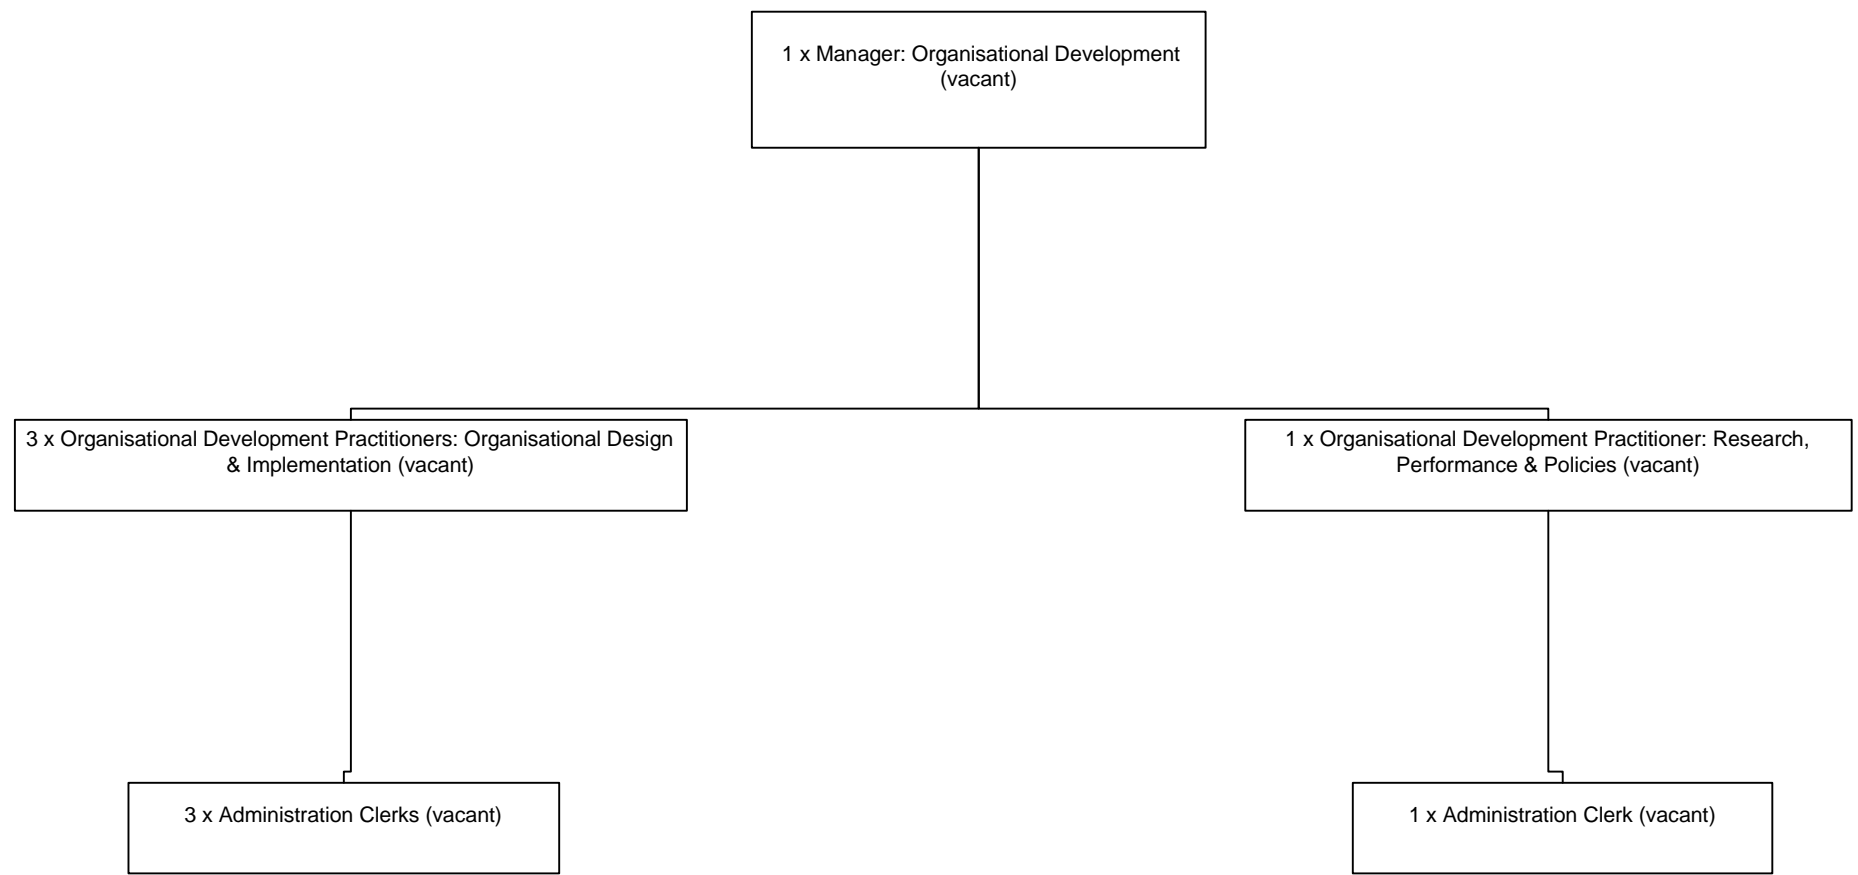 1 x Manager: Organisational Development
(vacant)
3 x Organisational Development Practitioners: Organisational Design
& Implementation (vacant)
1 x Organisational Development Practitioner: Research,
Performance & Policies (vacant)
3 x Administration Clerks (vacant)
1 x Administration Clerk (vacant)